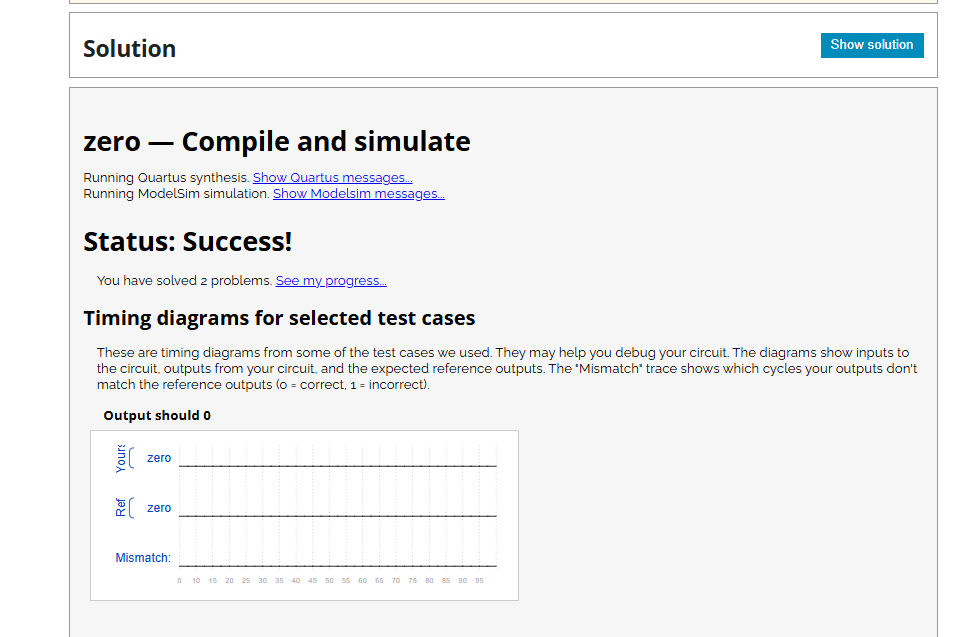 Solution
Show solution
zero — Compile and simulate
Running Quartus synthesis. Show Quartus messages...
Running ModelSim simulation. Show Modelsim messages...
Status: Success!
You have solved 2 problems. See my progress...
Timing diagrams for selected test cases
These are timing diagrams from some of the test cases we used. They may help you debug your circuit. The diagrams show inputs to
the circuit, outputs from your circuit, and the expected reference outputs. The "Mismatch" trace shows which cycles your outputs don't
match the reference outputs (0 = correct, 1 = incorrect).
Output should 0
Yours zero
Ref zero
Mismatch:
5 10 15 20 25 30 35 40 45 50 55 60 65 70 75 80 85 90 95